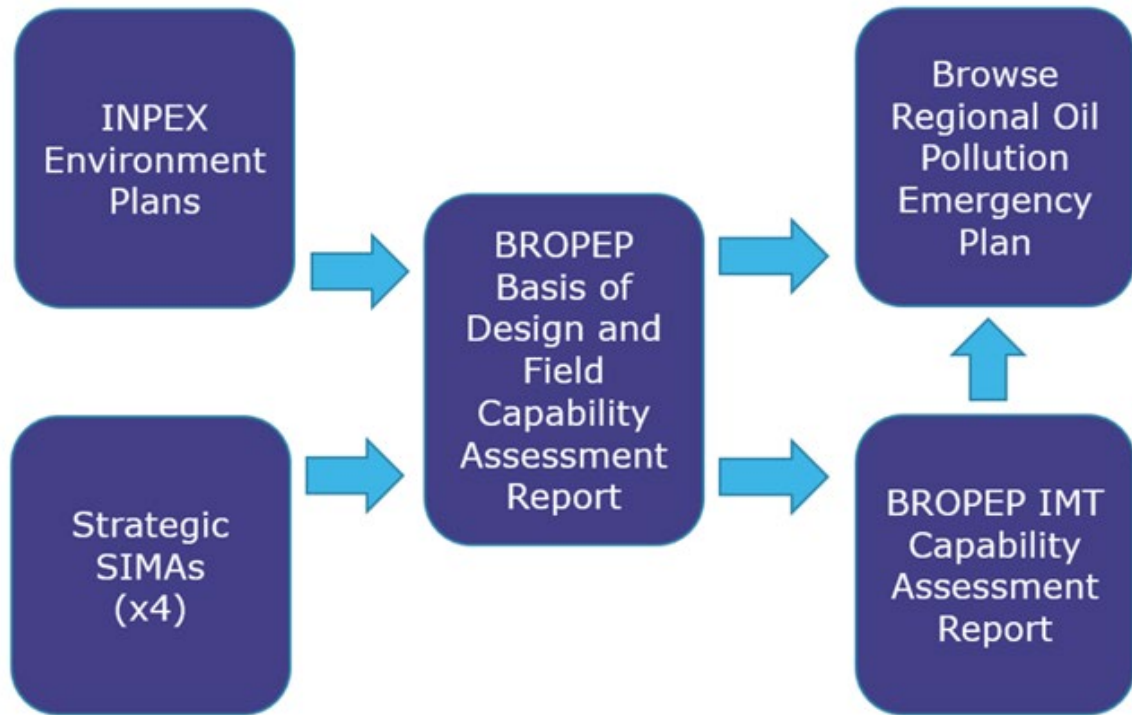 INPEX
Environment
Plans
Strategic
SIMAs
(x4)
BROPEP
Basis of
Design and
Field
Capability
Assessment
Report
Browse
Regional Oil
Pollution
Emergency
Plan
BROPEP IMT
Capability
Assessment
Report